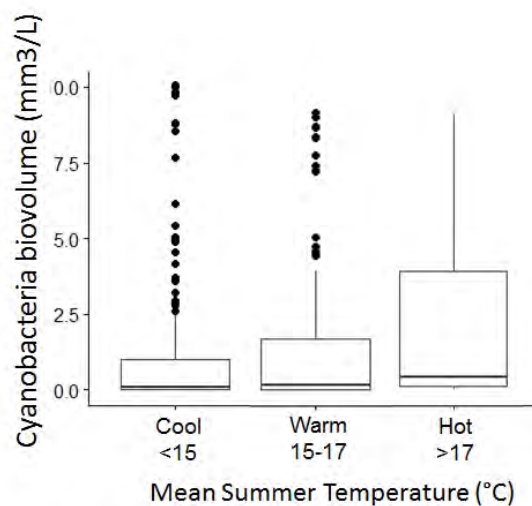 Cyanobacteria biovolume (mm3/L)
0.0
7.5
5.0
2.5
0.0
Cool
Warm
Hot
<15
15-17
>17
Mean Summer Temperature (°C)